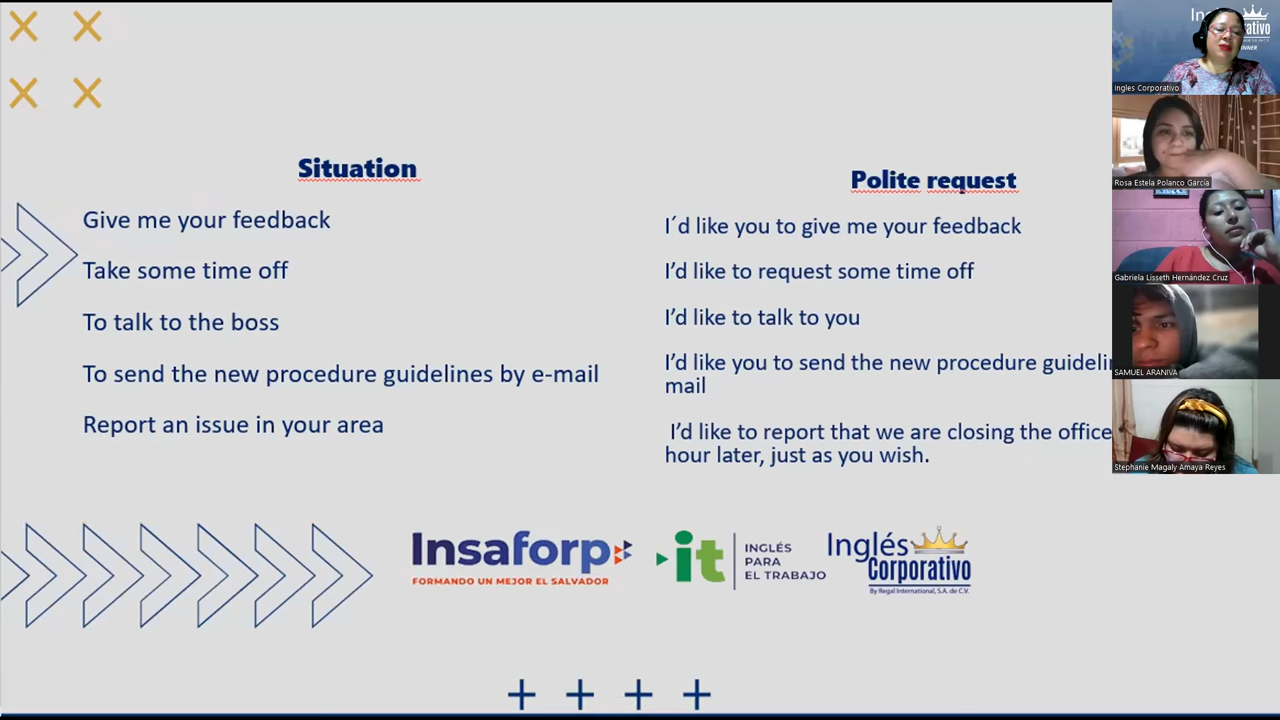 Situation
Give me your feedback
Take some time off
To talk to the boss
To send the new procedure guidelines by e-mail
Report an issue in your area
Polite request
I´d like you to give me your feedback
I’d like to request some time off
I’d like to talk to you
I’d like you to send the new procedure
mail
I’d like to report that we are closing the office
hour later, just as you wish.
Insaforp
FORMANDO UN MEJOR EL SALVADOR
it
INGLÉS
PARA
EL TRABAJO
Inglés
Corporativo
By Regal International, S.A. de C.V.
Ingles Corporativo
Rosa Estela Polanco García
Gabriela Lisseth Hernández Cruz
SAMUEL ARANIVA
Stephanie Magaly Amaya Reyes